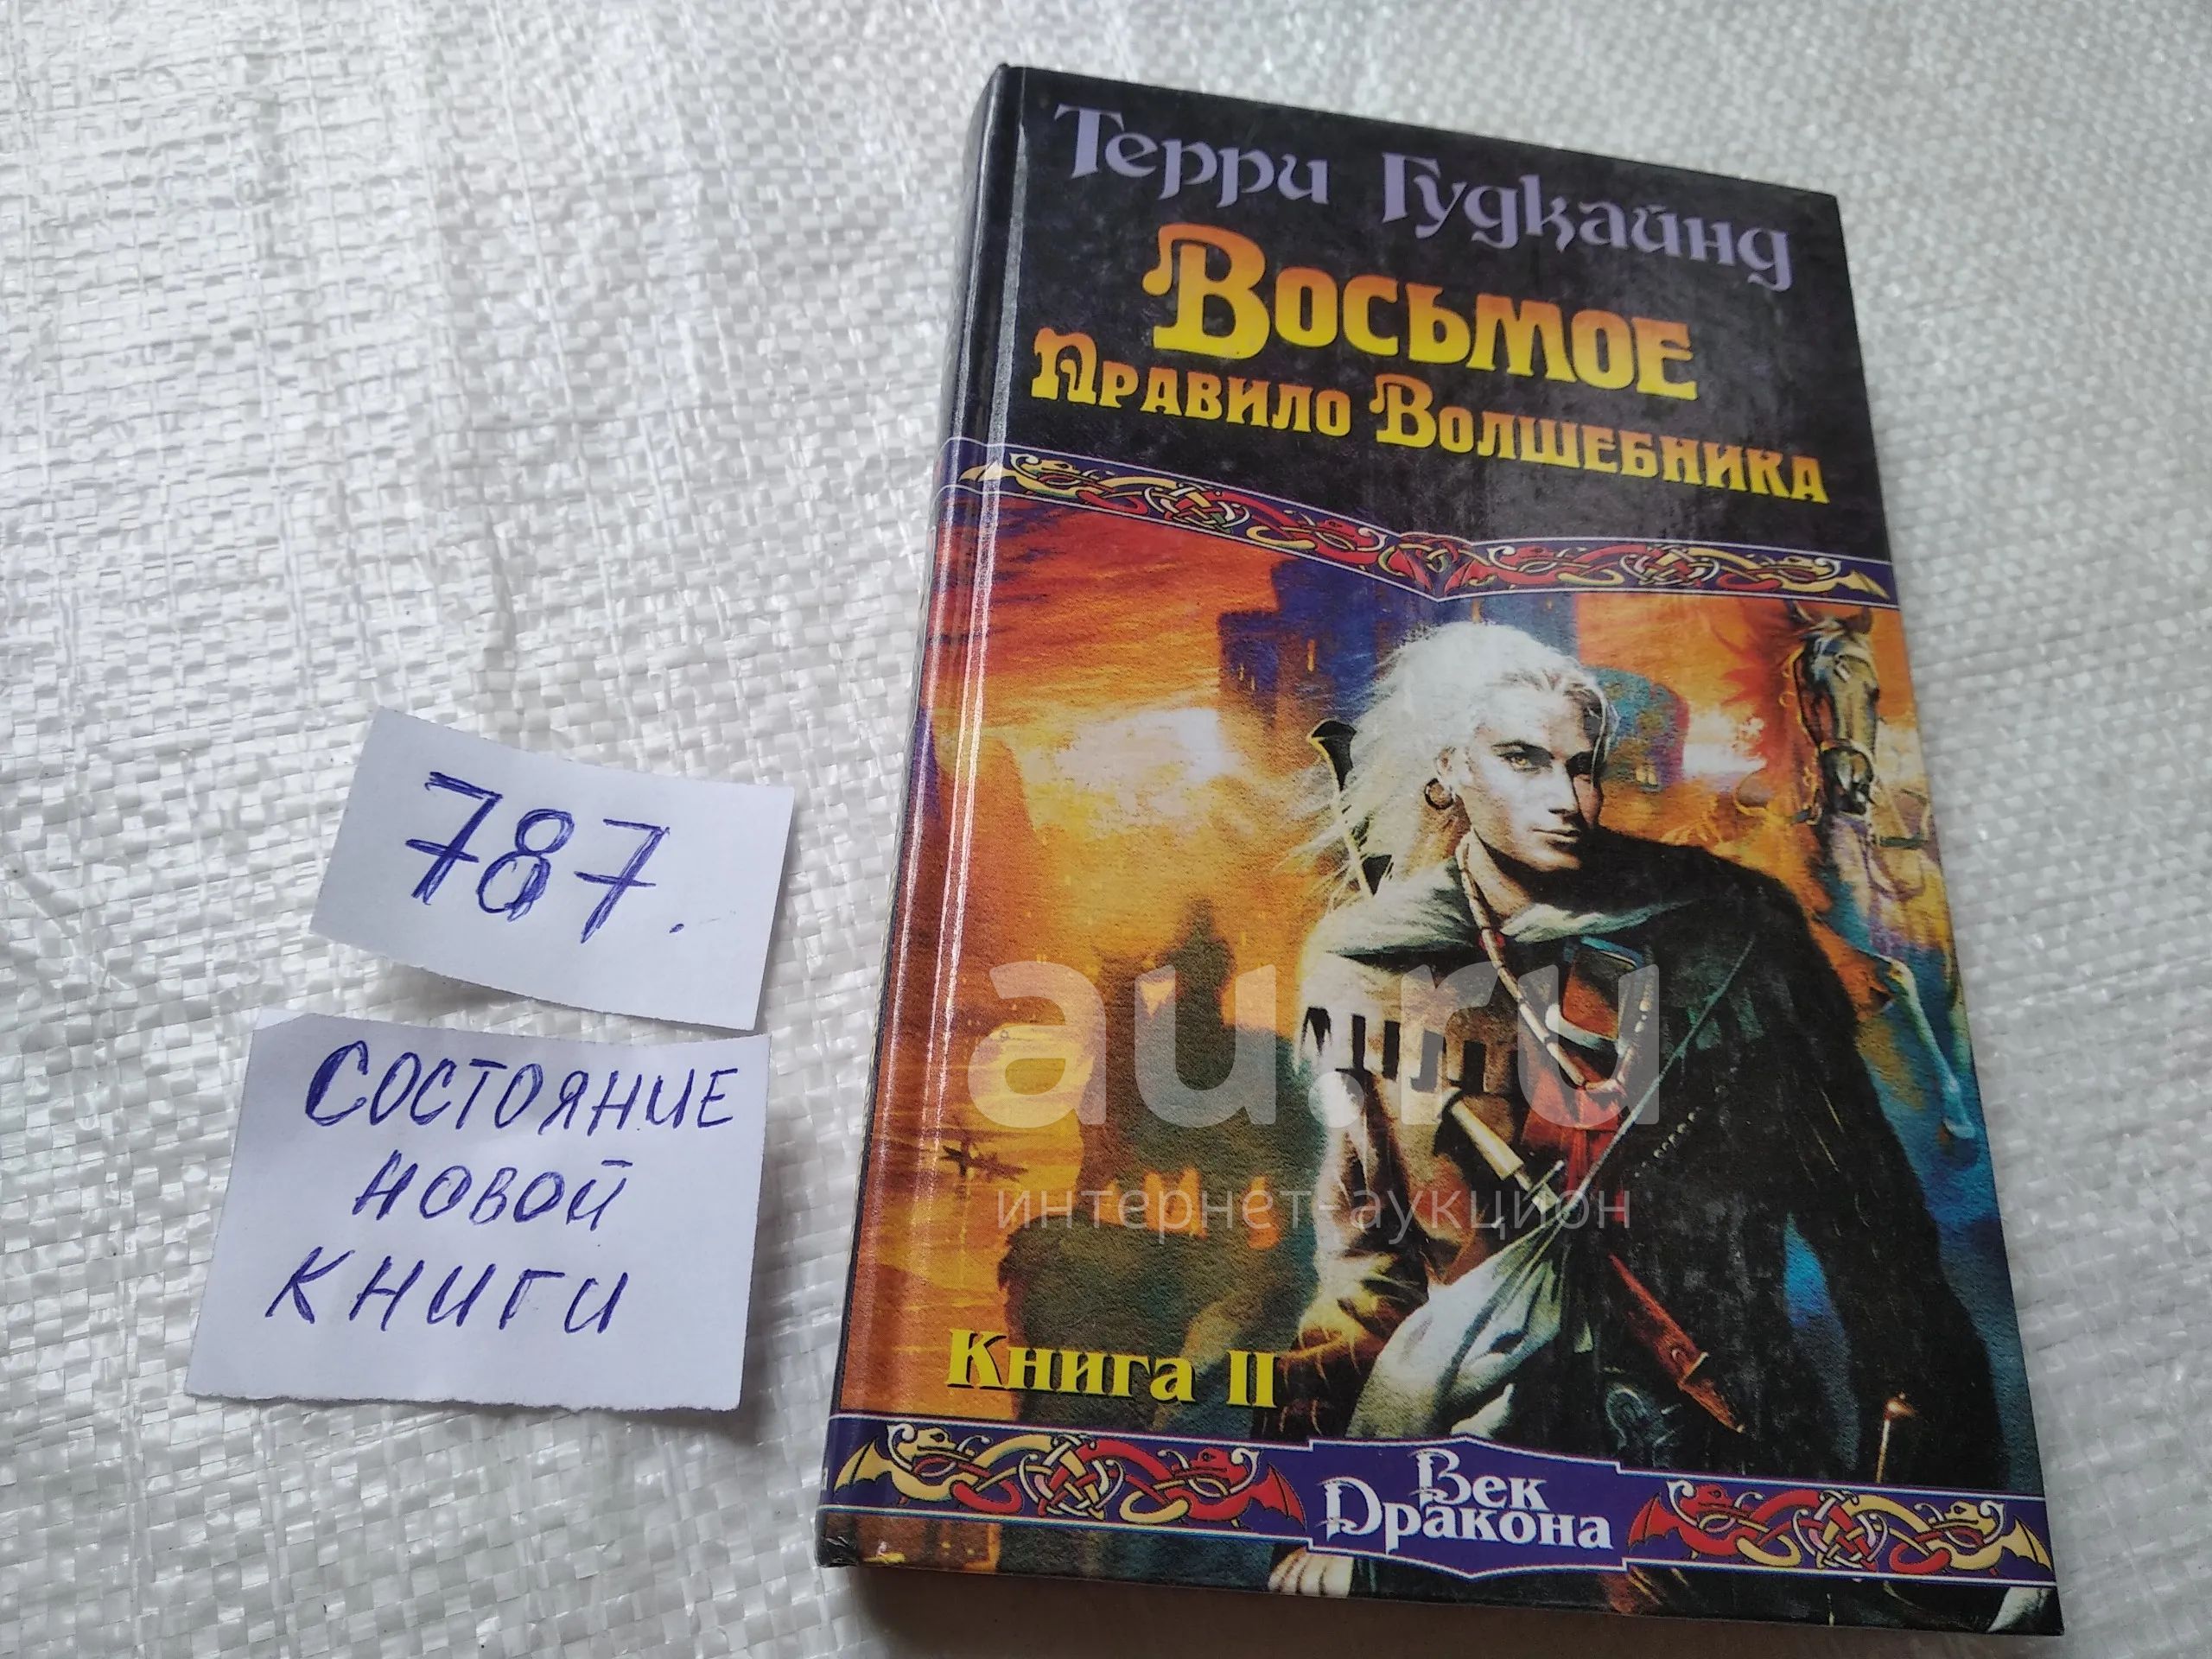 Терри Гудкайнд
Восьмое
Правило Волшебника
787.
СОСТОЯНИЕ
НОВОЙ
КНИГИ
au.ru
интернет-аукцион
Книга II
Век
Дракона